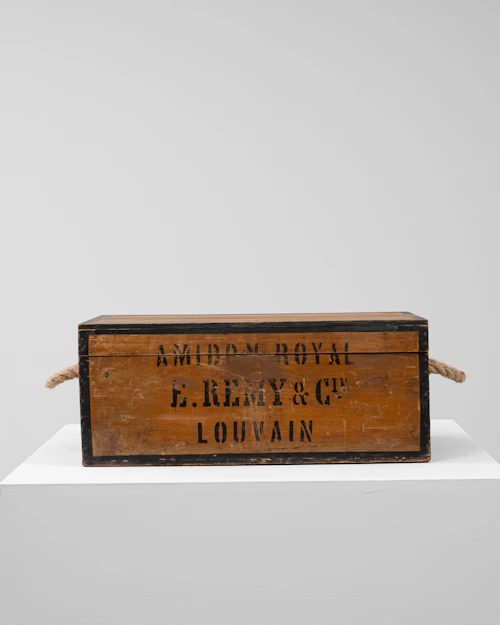 AMIDON ROYAL
E. REMY & CIE
LOUVAIN